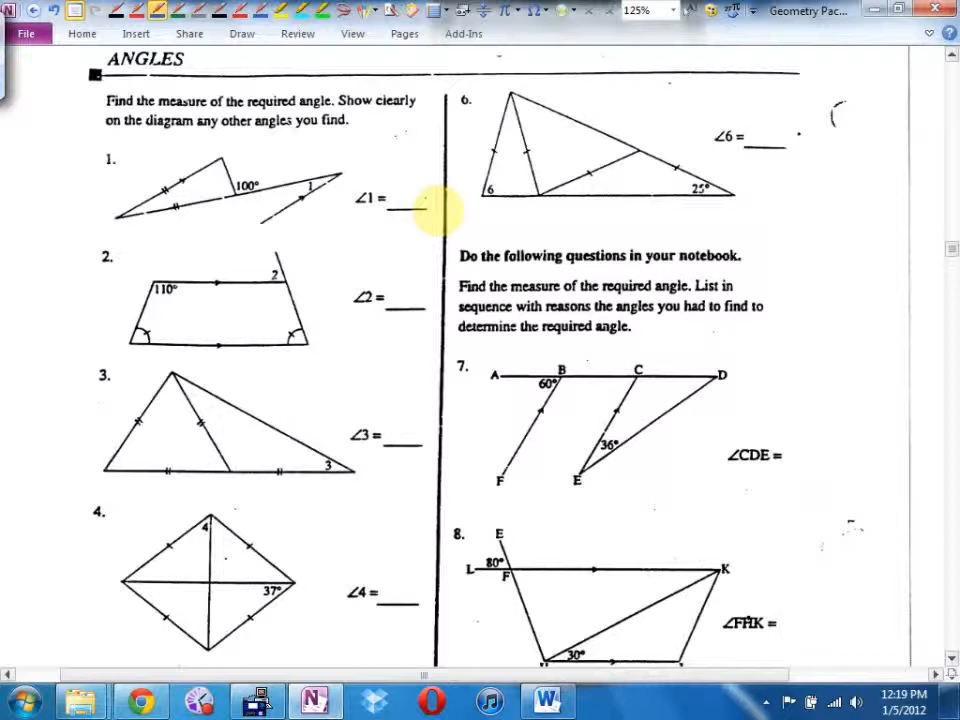 125%
Geometry Pac...
File Home Insert Share Draw Review View Pages Add-Ins
ANGLES
Find the measure of the required angle. Show clearly
on the diagram any other angles you find.
1.
100°
1
∠1 =
2.
2
110°
∠2 =
3.
3
∠3 =
4.
4
37°
∠4 =
6.
6
25°
∠6 =
Do the following questions in your notebook.
Find the measure of the required angle. List in
sequence with reasons the angles you had to find to
determine the required angle.
7.
A B C D
60°
36°
F E
∠CDE =
8.
E
L 80° K
F
30°
∠FHK =
12:19 PM
1/5/2012